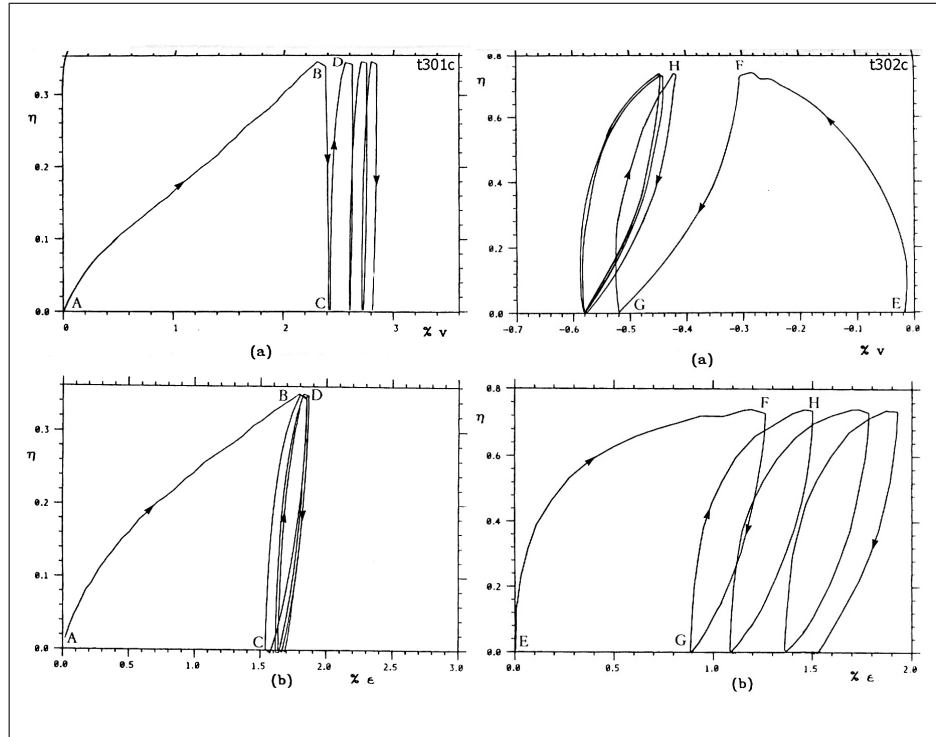 t301c
B D
0.3
η
0.2
0.1
A
C
0.0
0 1 2 3
% v
(a)
t302c
H F
0.8
η
0.6
0.4
0.2
G E
0.0
-0.7 -0.6 -0.5 -0.4 -0.3 -0.2 -0.1 0.0
% v
(a)
B D
0.3
η
0.2
0.1
A
C
0.0
0.0 0.5 1.0 1.5 2.0 2.5 3.0
% ε
(b)
0.8
F H
η
0.6
0.4
0.2
E G
0.0
0.0 0.5 1.0 1.5 2.0
% ε
(b)